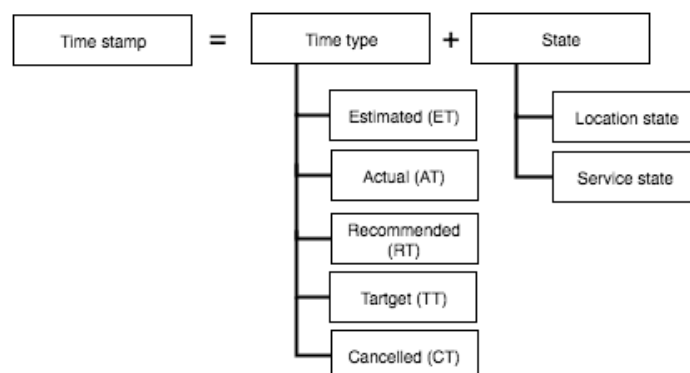 Time stamp = Time type + State
Estimated (ET)
Location state
Actual (AT)
Service state
Recommended
(RT)
Tartget (TT)
Cancelled (CT)